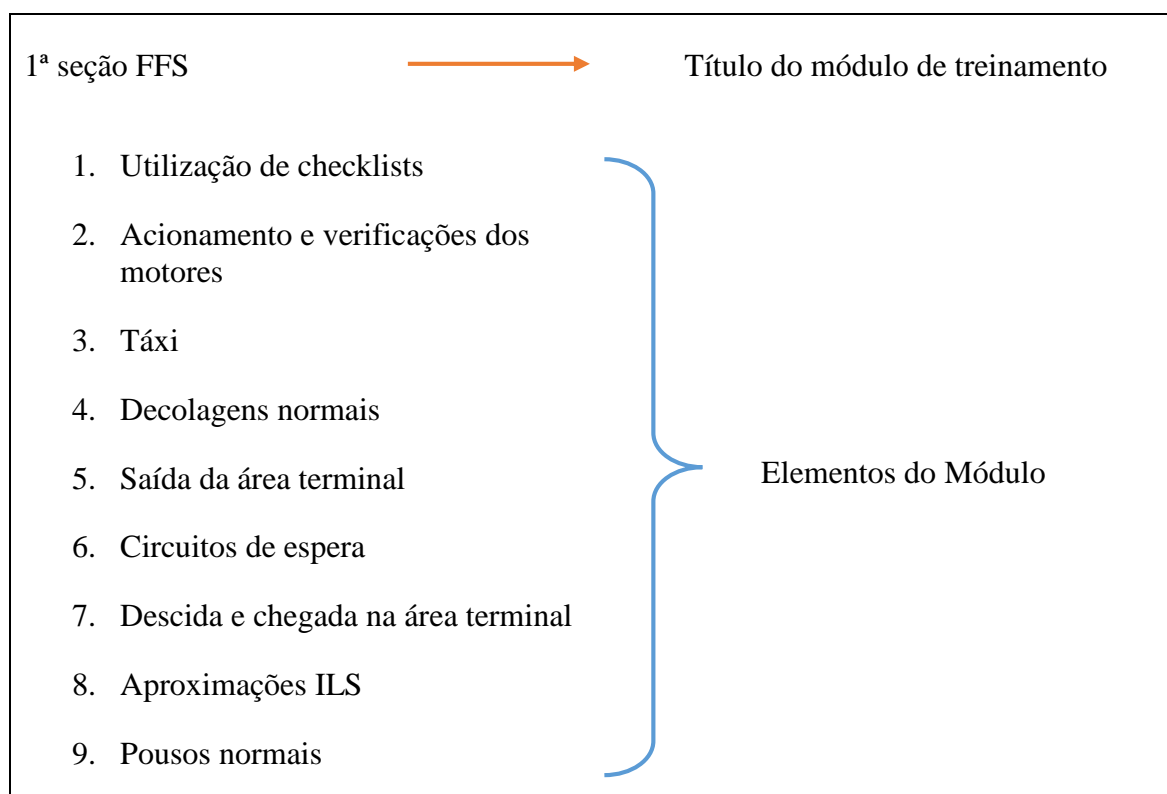 1ª seção FFS
Título do módulo de treinamento
1. Utilização de checklists
2. Acionamento e verificações dos
motores
3. Táxi
4. Decolagens normais
5. Saída da área terminal
Elementos do Módulo
6. Circuitos de espera
7. Descida e chegada na área terminal
8. Aproximações ILS
9. Pousos normais